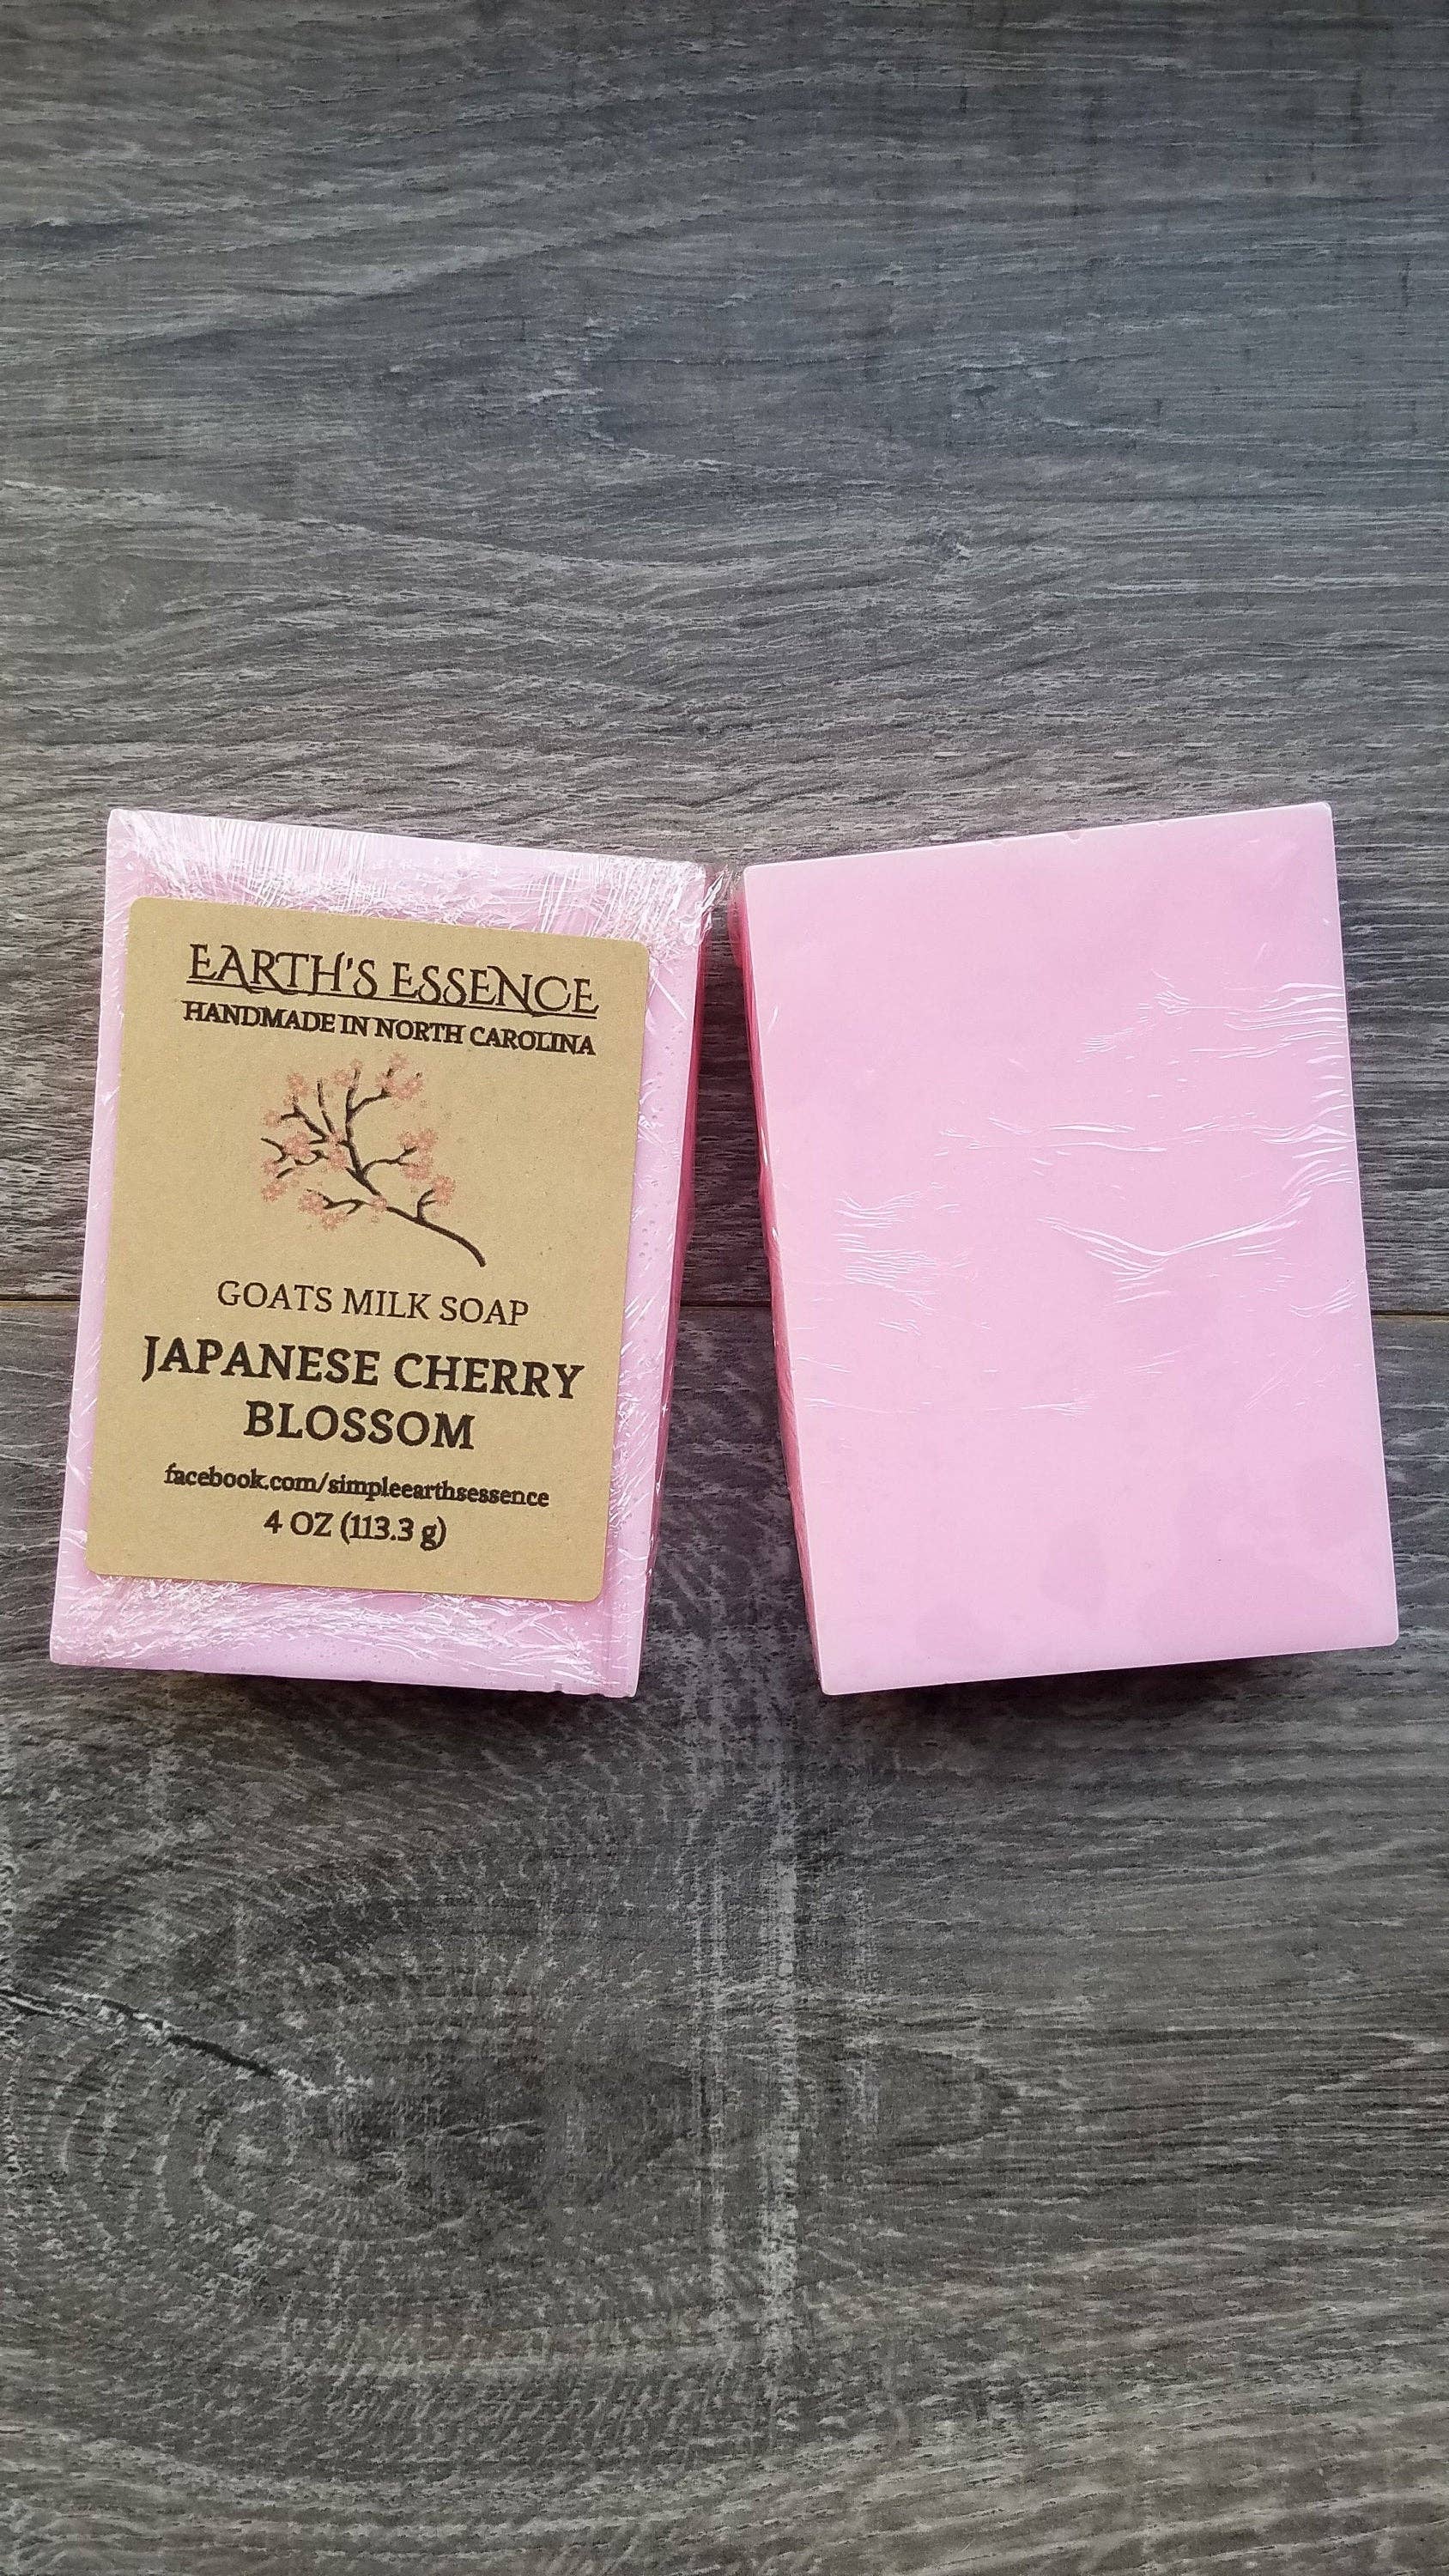 EARTH'S ESSENCE
HANDMADE IN NORTH CAROLINA
GOATS MILK SOAP
JAPANESE CHERRY
BLOSSOM
facebook.com/simpleearthsessence
4 OZ (113.3 g)